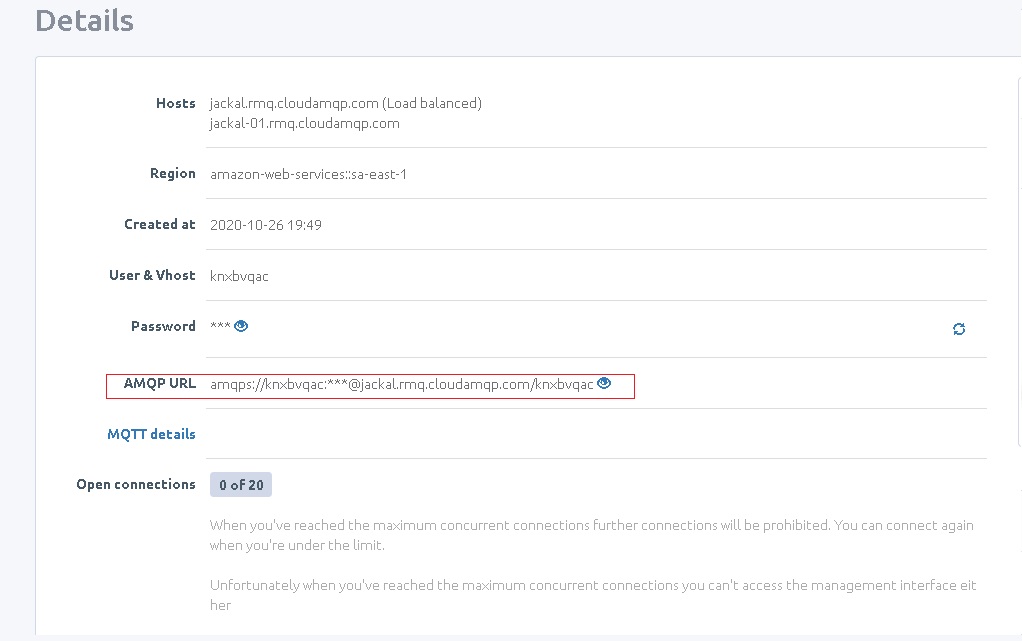 Details
Hosts jackal.rmq.cloudamqp.com (Load balanced)
jackal-01.rmq.cloudamqp.com
Region amazon-web-services::sa-east-1
Created at 2020-10-26 19:49
User & Vhost knxbvqac
Password ***
AMQP URL amqps://knxbvqac:***@jackal.rmq.cloudamqp.com/knxbvqac
MQTT details
Open connections 0 of 20
When you've reached the maximum concurrent connections further connections will be prohibited. You can connect again
when you're under the limit.
Unfortunately when you've reached the maximum concurrent connections you can't access the management interface eit
her